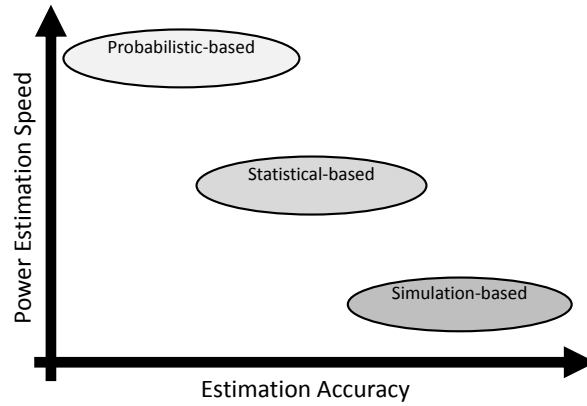 Probabilistic-based
Power Estimation Speed
Statistical-based
Simulation-based
Estimation Accuracy